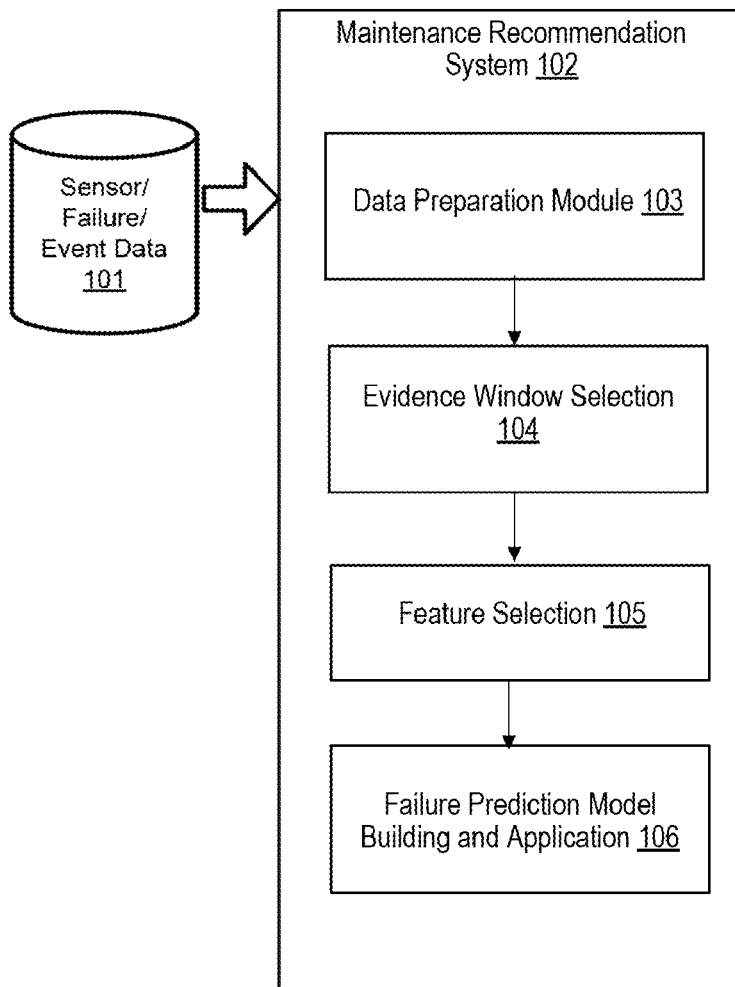 Maintenance Recommendation
System 102
Sensor/
Failure/
Event Data
101
Data Preparation Module 103
Evidence Window Selection
104
Feature Selection 105
Failure Prediction Model
Building and Application 106